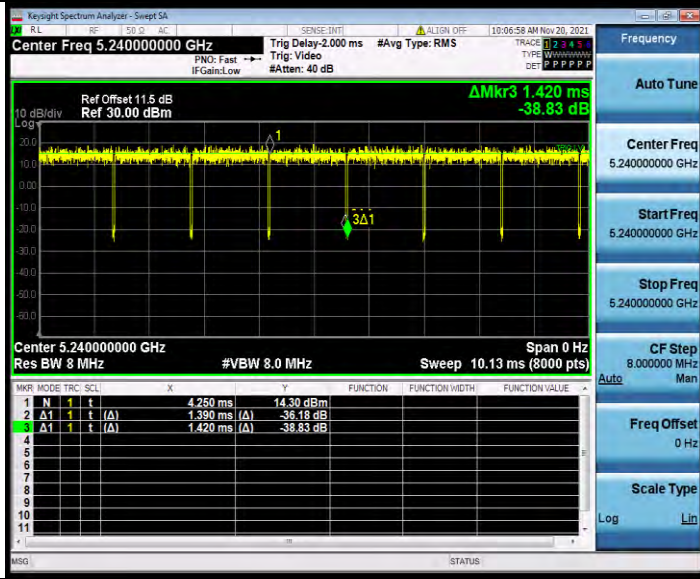 Keysight Spectrum Analyzer - Swept SA
RL RF 50 Ω AC SENSE:INT ALIGN OFF 10:06:58 AM Nov 20, 2021
Center Freq 5.240000000 GHz
PNO: Fast
IFGain:Low
Trig Delay-2.000 ms
Trig: Video
#Atten: 40 dB
#Avg Type: RMS
TRACE 1 2 3 4 5 6
TYPE
DET P P P P P P
ΔMkr3 1.420 ms
-38.83 dB
Ref Offset 11.5 dB
10 dB/div Ref 30.00 dBm
Log
20.0
10.0
0.00
-10.0
-20.0
-30.0
-40.0
-50.0
-60.0
1
3Δ1
Center 5.240000000 GHz Span 0 Hz
Res BW 8 MHz #VBW 8.0 MHz Sweep 10.13 ms (8000 pts)
MKR MODE TRC SCL X Y FUNCTION FUNCTION WIDTH FUNCTION VALUE
1 N 1 t 4.250 ms 14.30 dBm
2 Δ1 1 t (Δ) 1.390 ms (Δ) -36.18 dB
3 Δ1 1 t (Δ) 1.420 ms (Δ) -38.83 dB
4
5
6
7
8
9
10
11
MSG STATUS
Frequency
Auto Tune
Center Freq
5.240000000 GHz
Start Freq
5.240000000 GHz
Stop Freq
5.240000000 GHz
CF Step
8.000000 MHz
Auto Man
Freq Offset
0 Hz
Scale Type
Log Lin